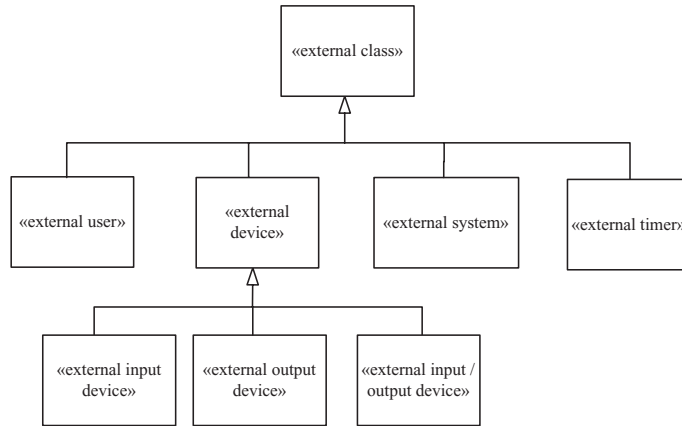 «external class»
«external user»
«external
device»
«external system»
«external timer»
«external input
device»
«external output
device»
«external input /
output device»